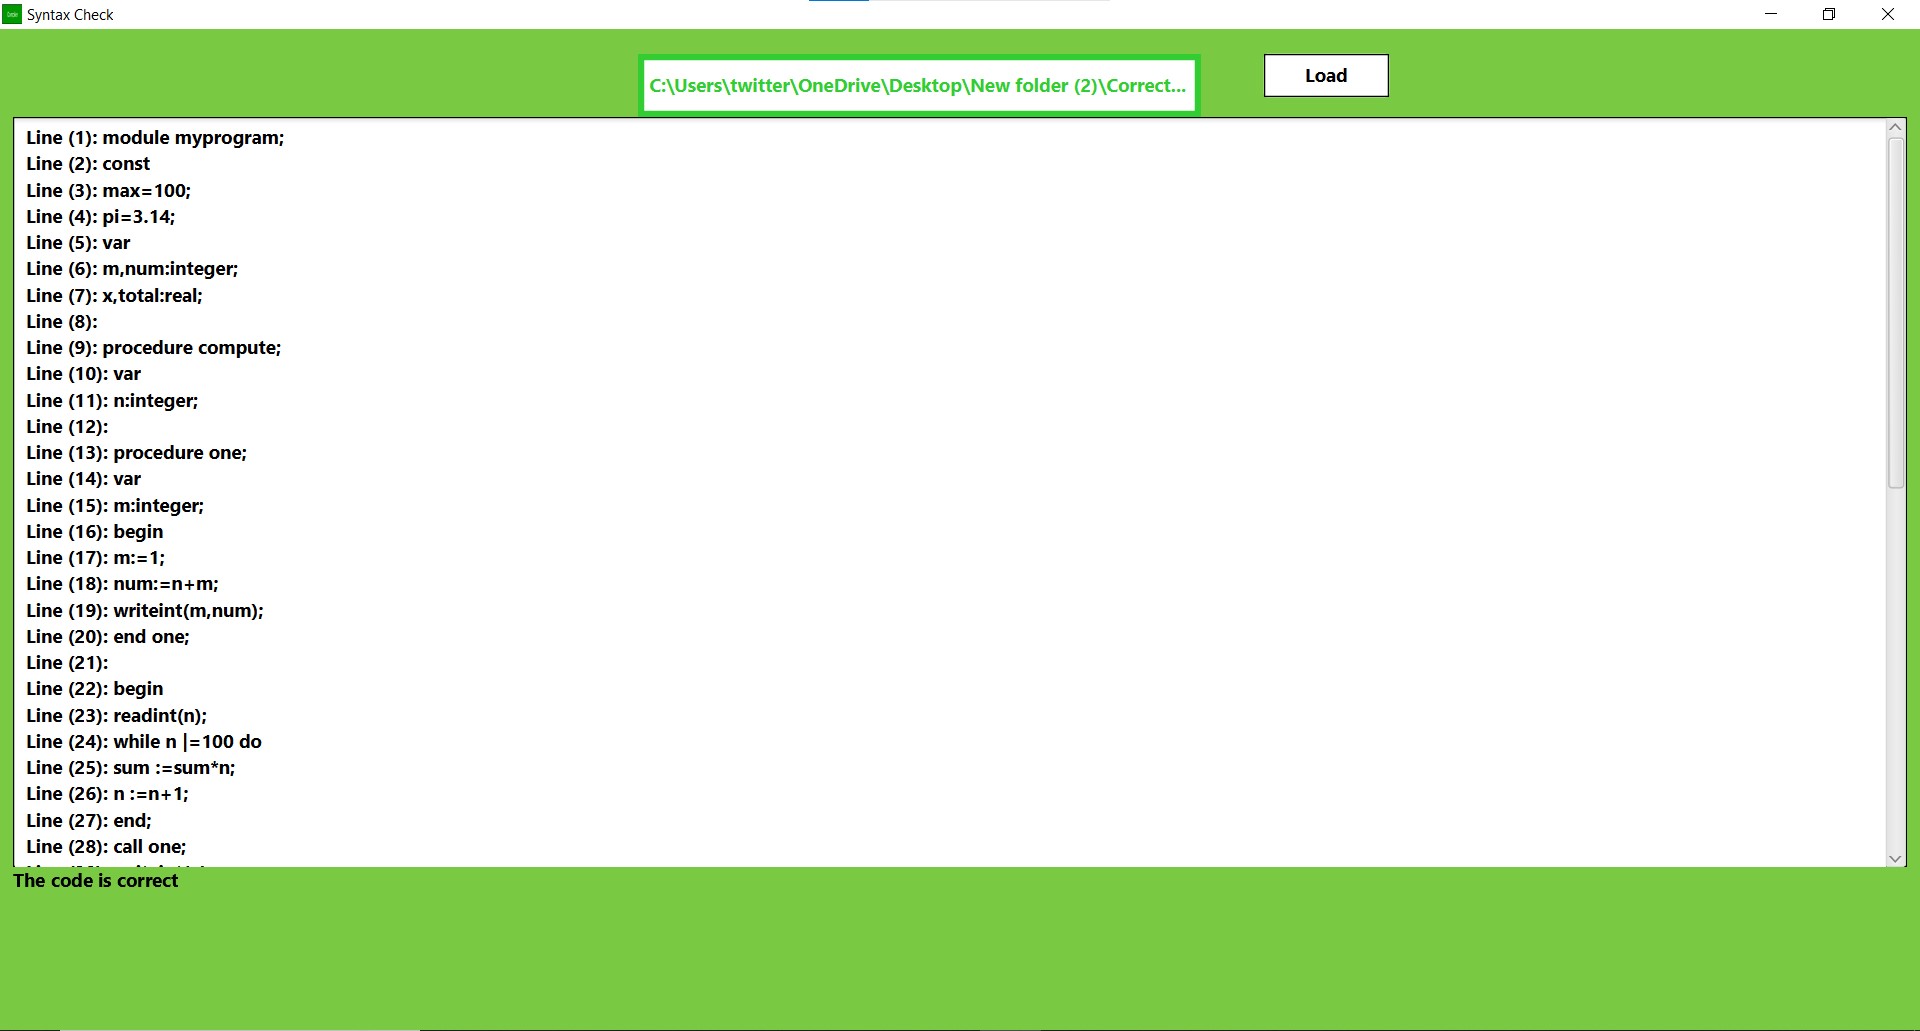 Syntax Check
C:\Users\twitter\OneDrive\Desktop\New folder (2)\Correct...
Load
Line (1): module myprogram;
Line (2): const
Line (3): max=100;
Line (4): pi=3.14;
Line (5): var
Line (6): m,num:integer;
Line (7): x,total:real;
Line (8):
Line (9): procedure compute;
Line (10): var
Line (11): n:integer;
Line (12):
Line (13): procedure one;
Line (14): var
Line (15): m:integer;
Line (16): begin
Line (17): m:=1;
Line (18): num:=n+m;
Line (19): writeint(m,num);
Line (20): end one;
Line (21):
Line (22): begin
Line (23): readint(n);
Line (24): while n |=100 do
Line (25): sum :=sum*n;
Line (26): n :=n+1;
Line (27): end;
Line (28): call one;
The code is correct